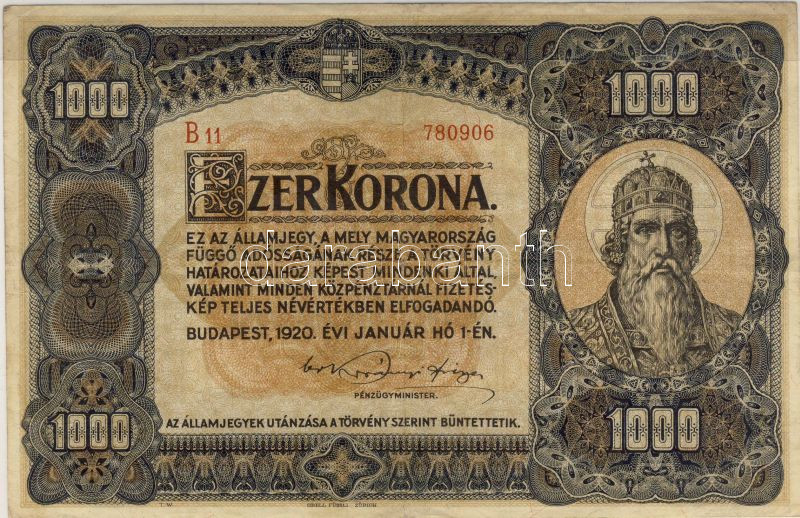 1000
1000
B 11 780906
EZER KORONA.
EZ AZ ÁLLAMJEGY, A MELY MAGYARORSZÁG
FÜGGŐ ADÓSSÁGÁNAK RÉSZE A TÖRVÉNY
HATÁROZATAIHOZ KÉPEST MINDENKI ÁLTAL,
VALAMINT MINDEN KÖZPÉNZTÁRNÁL FIZETÉS-
KÉP TELJES NÉVÉRTÉKBEN ELFOGADANDÓ.
BUDAPEST, 1920. ÉVI JANUÁR HÓ 1-ÉN.
PÉNZÜGYMINISTER.
1000
1000
AZ ÁLLAMJEGYEK UTÁNZÁSA A TÖRVÉNY SZERINT BÜNTETTETIK.
T. W.
ORELL FÜSSLI ZÜRICH
darabanth